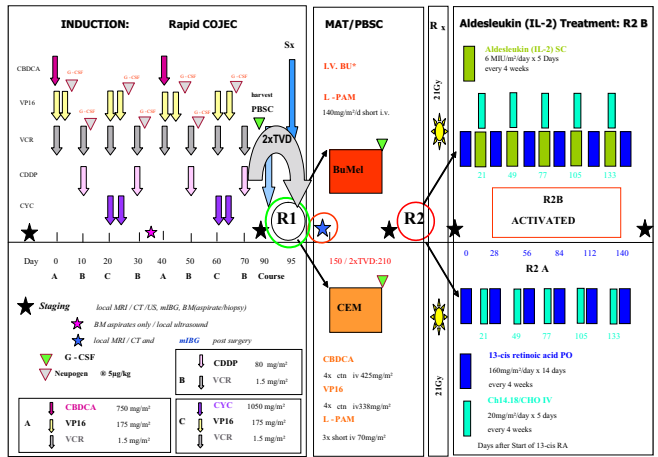 INDUCTION: Rapid COJEC
MAT/PBSC
R x
Aldesleukin (IL-2) Treatment: R2 B
Sx
CBDCA
G - CSF
G - CSF
G - CSF
VP16
G - CSF
G - CSF
G - CSF
harvest
PBSC
VCR
2xTVD
CDDP
CYC
R1
I.V. BU*
L -PAM
140mg/m²/d short i.v.
BuMel
R2
21Gy
Aldesleukin (IL-2) SC
6 MIU/m²/day x 5 Days
every 4 weeks
21 49 77 105 133
R2B
ACTIVATED
Day 0 10 20 30 40 50 60 70 80 90 95
A B C B A B C B Course
150 / 2xTVD:210
CEM
0 28 56 84 112 140
R2 A
21 49 77 105 133
Staging local MRI / CT /US, mIBG, BM(aspirate/biopsy)
BM aspirates only / local ultrasound
local MRI / CT and mIBG post surgery
G - CSF
Neupogen ® 5µg/kg
B
CDDP 80 mg/m²
VCR 1.5 mg/m²
A
CBDCA 750 mg/m²
VP16 175 mg/m²
VCR 1.5 mg/m²
C
CYC 1050 mg/m²
VP16 175 mg/m²
VCR 1.5 mg/m²
CBDCA
4x ctn iv 425mg/m²
VP16
4x ctn iv338mg/m²
L -PAM
3x short iv 70mg/m²
21Gy
13-cis retinoic acid PO
160mg/m²/day x 14 days
every 4 weeks
Ch14.18/CHO IV
20mg/m²/day x 5 days
every 4 weeks
Days after Start of 13-cis RA